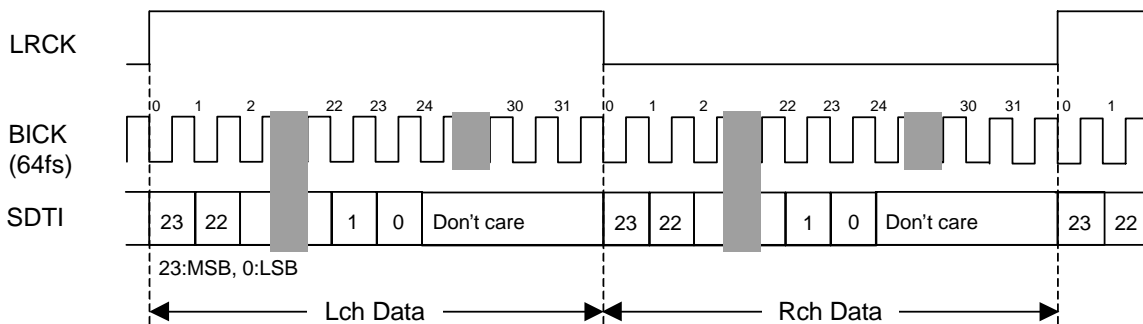 LRCK
0 1 2 22 23 24 30 31 0 1 2 22 23 24 30 31 0 1
BICK
(64fs)
SDTI 23 22 1 0 Don't care 23 22 1 0 Don't care 23 22
23:MSB, 0:LSB
Lch Data Rch Data